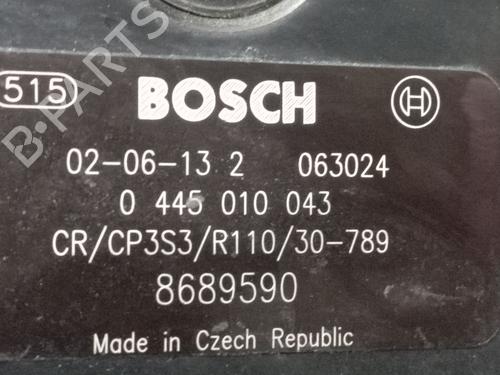 515 BOSCH
02-06-13 2 063024
0 445 010 043
CR/CP3S3/R110/30-789
8689590
Made in Czech Republic
B-PARTS